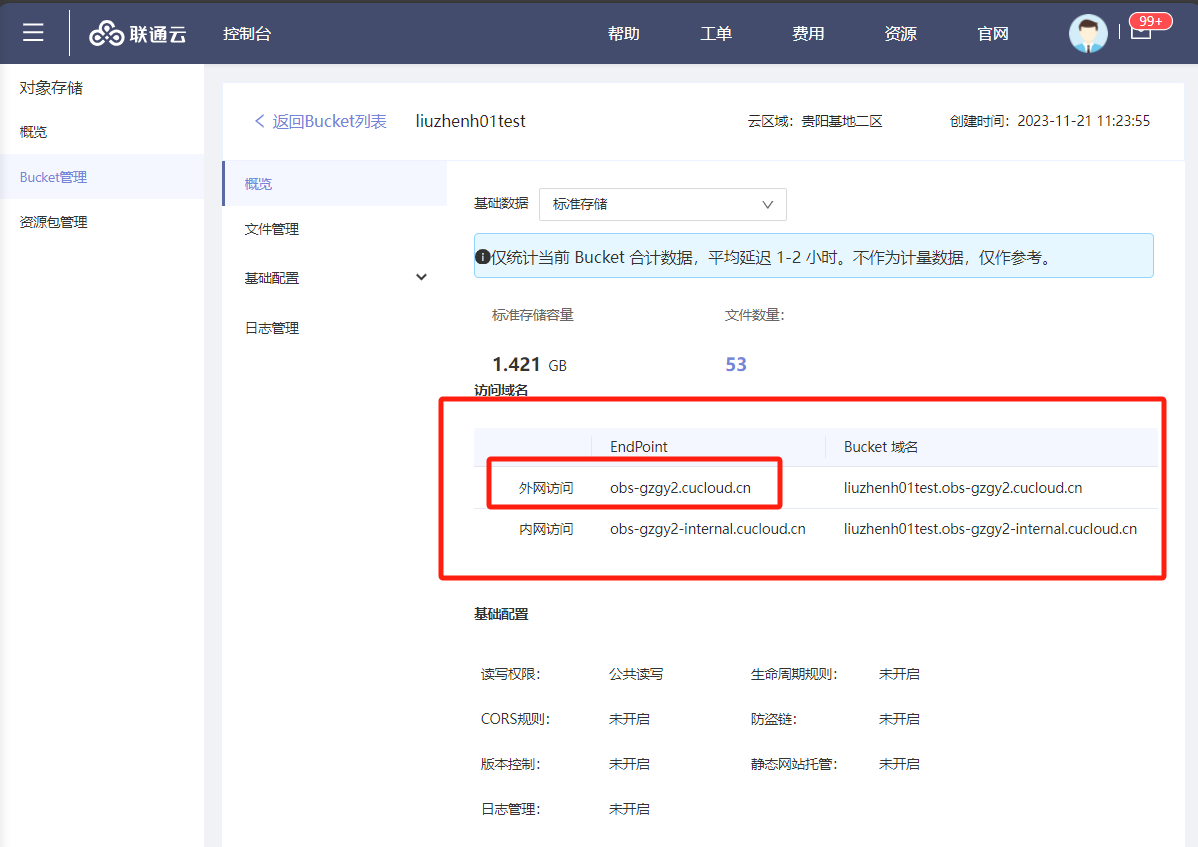 联通云 控制台 帮助 工单 费用 资源 官网 99+
对象存储
概览
Bucket管理
资源包管理
返回Bucket列表 liuzhenh01test 云区域：贵阳基地二区 创建时间：2023-11-21 11:23:55
概览
文件管理
基础配置
日志管理
基础数据 标准存储
仅统计当前 Bucket 合计数据，平均延迟 1-2 小时。不作为计量数据，仅作参考。
标准存储容量 文件数量：
1.421 GB 53
访问域名
EndPoint Bucket 域名
外网访问 obs-gzgy2.cucloud.cn liuzhenh01test.obs-gzgy2.cucloud.cn
内网访问 obs-gzgy2-internal.cucloud.cn liuzhenh01test.obs-gzgy2-internal.cucloud.cn
基础配置
读写权限： 公共读写 生命周期规则： 未开启
CORS规则： 未开启 防盗链： 未开启
版本控制： 未开启 静态网站托管： 未开启
日志管理： 未开启